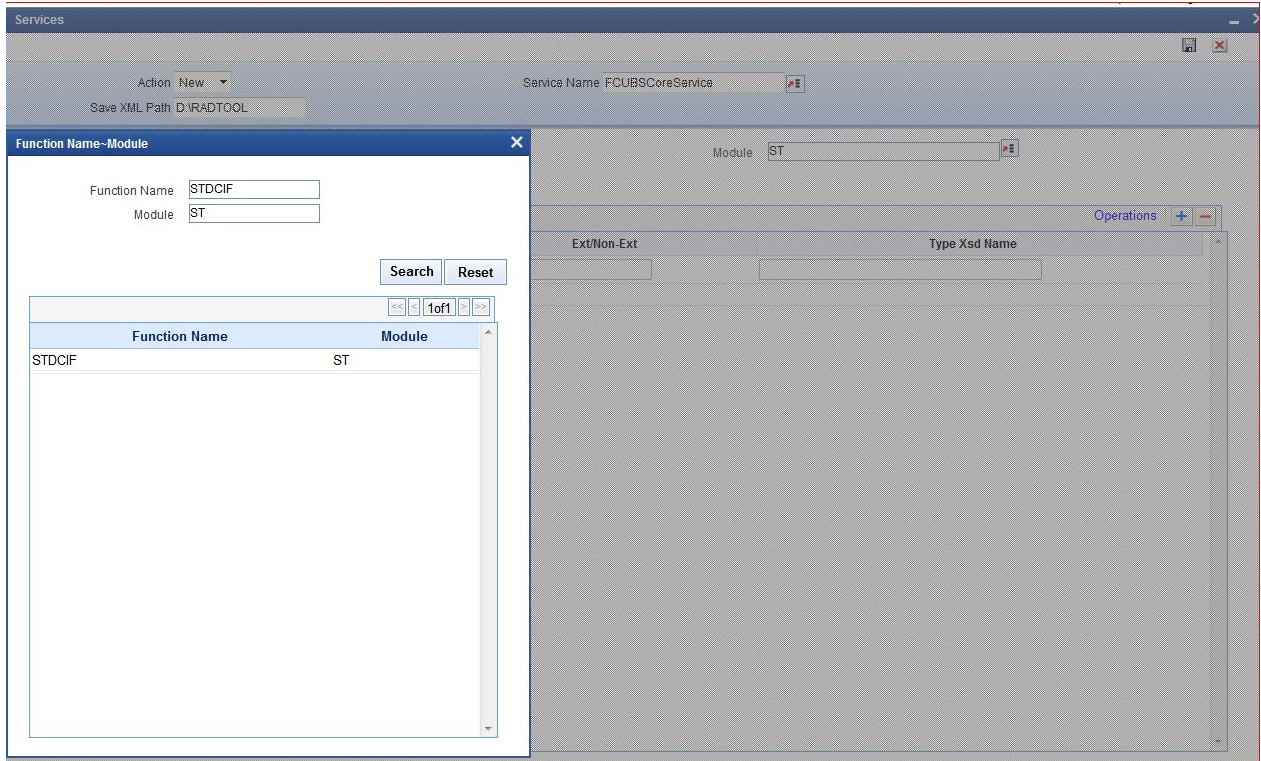 Services
Action New
Service Name FCUBSCoreService
Save XML Path D:\RADTOOL
Function Name~Module
Module ST
Function Name STDCIF
Module ST
Operations
Ext/Non-Ext Type Xsd Name
Search Reset
<< < 1of1 > >>
Function Name Module
STDCIF ST